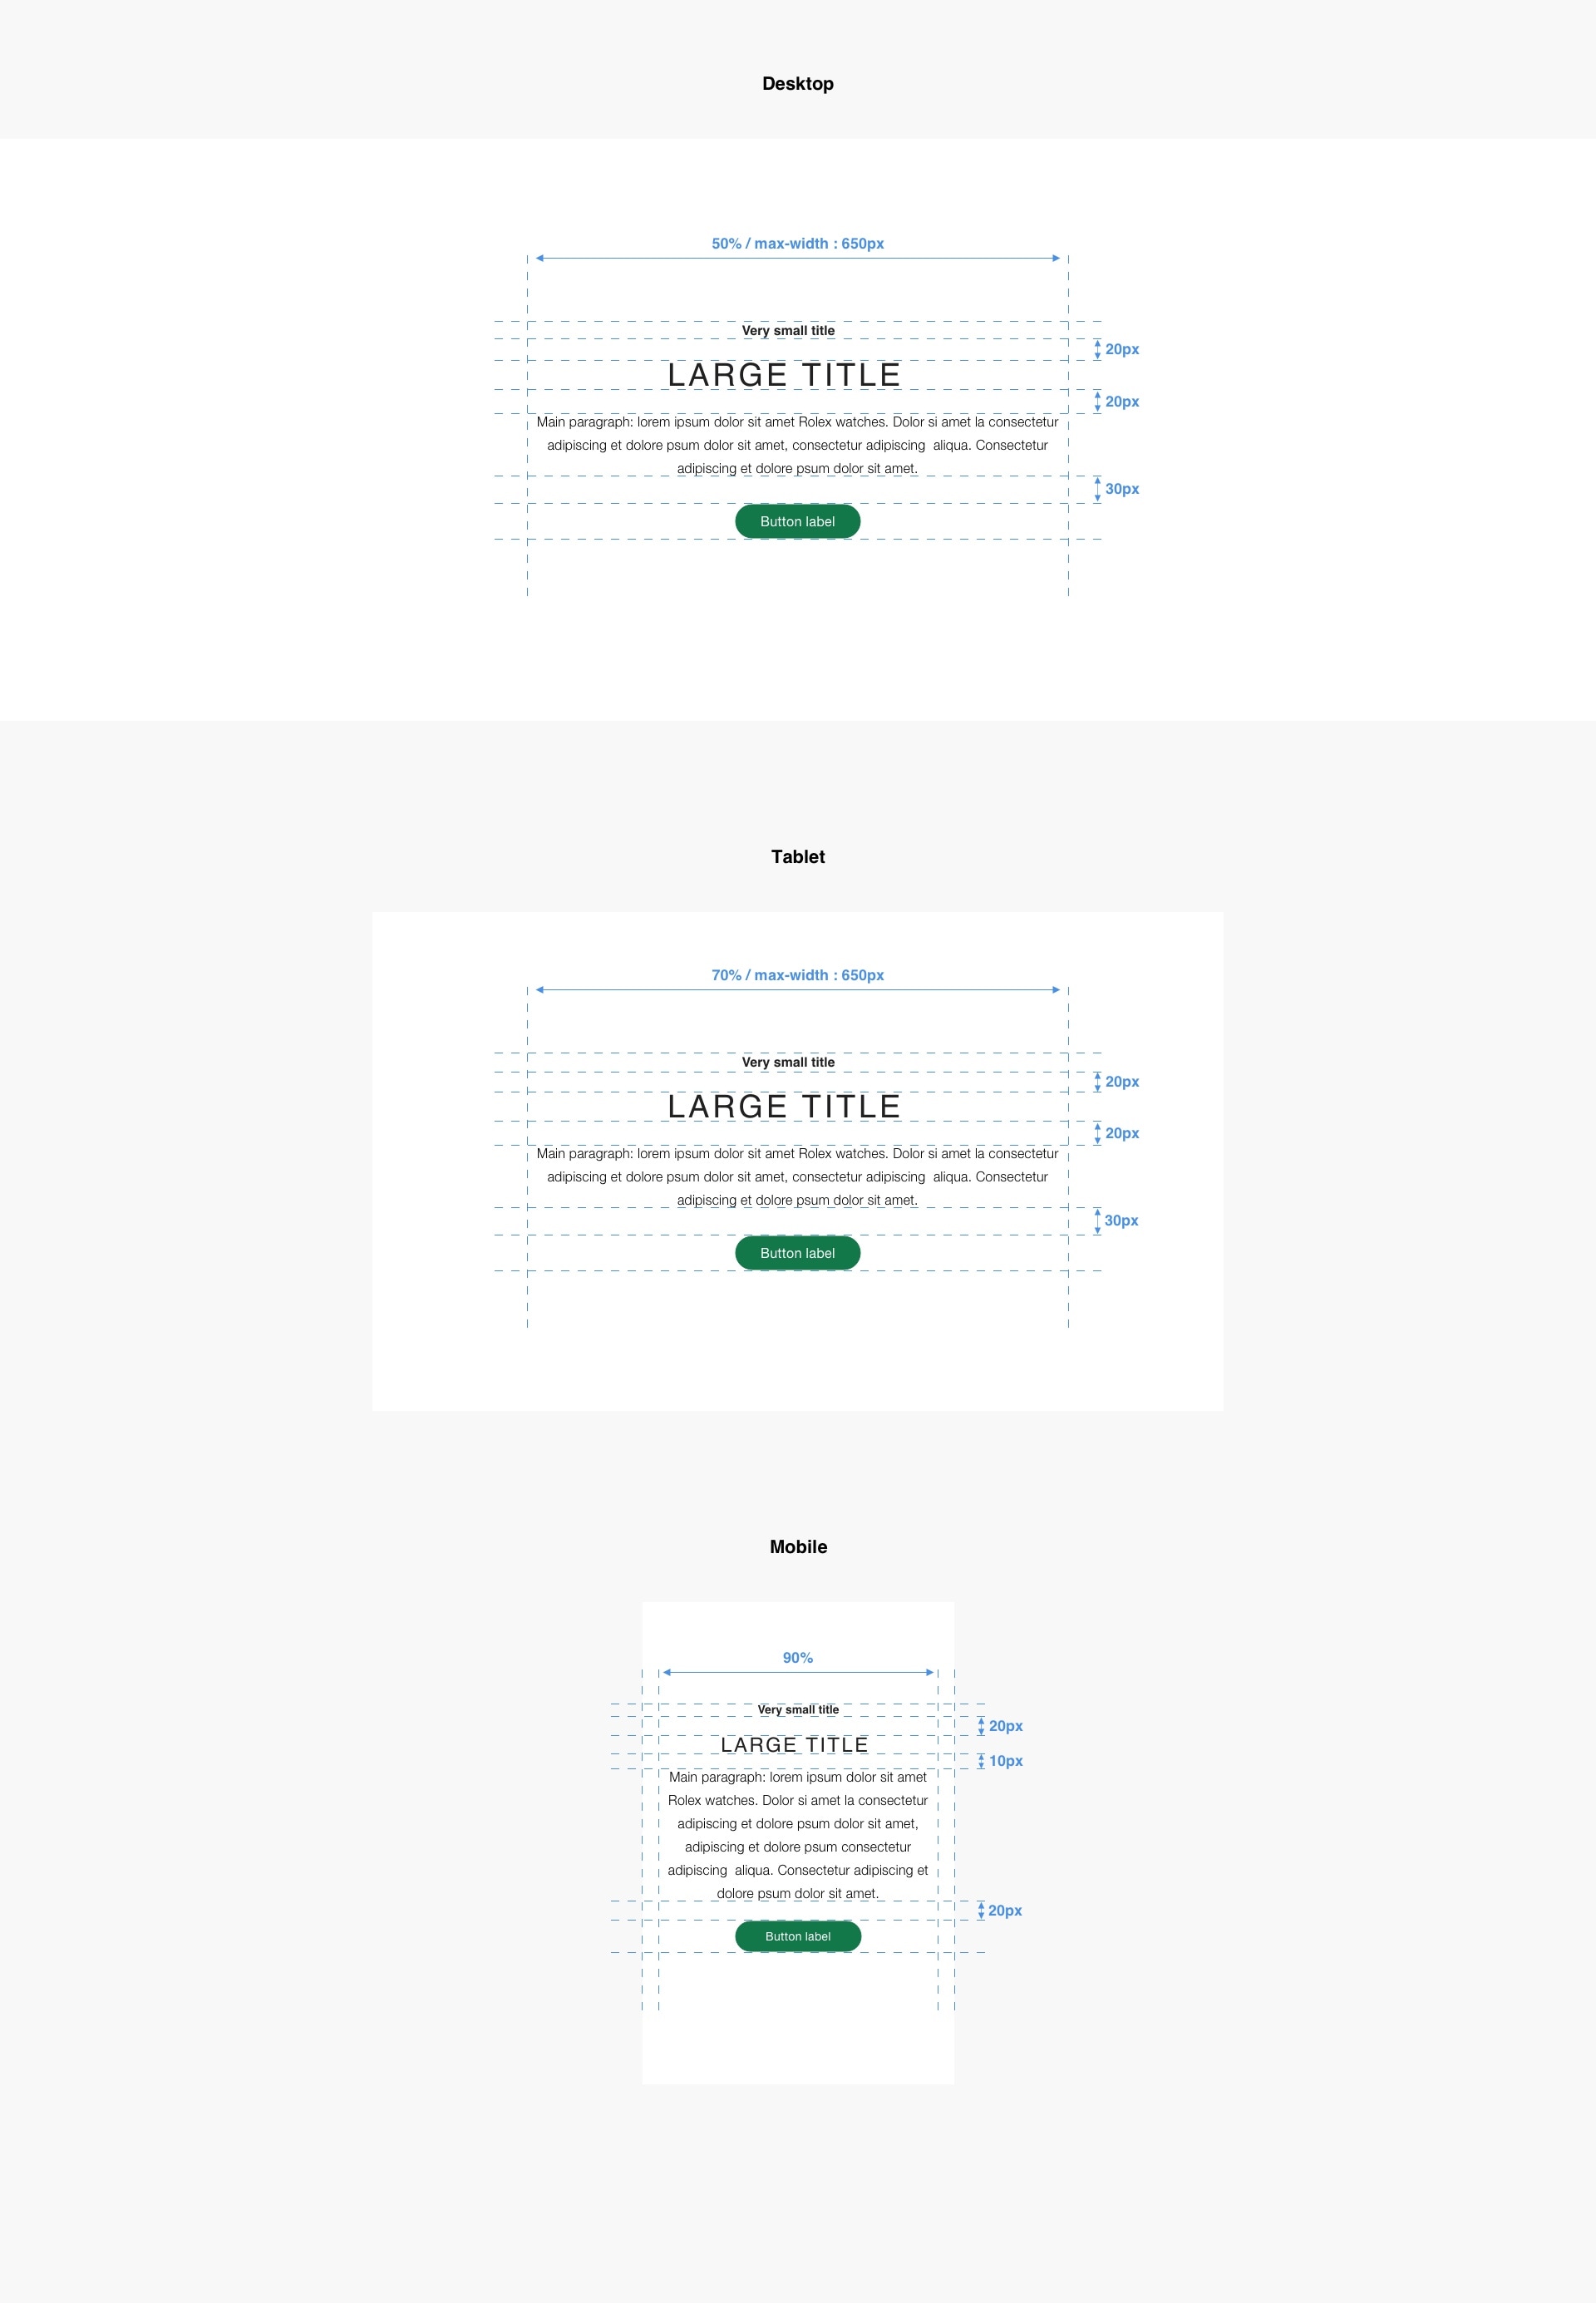 Desktop
50% / max-width : 650px
Very small title
20px
LARGE TITLE
20px
Main paragraph: lorem ipsum dolor sit amet Rolex watches. Dolor si amet la consectetur
adipiscing et dolore psum dolor sit amet, consectetur adipiscing  aliqua. Consectetur
adipiscing et dolore psum dolor sit amet.
30px
Button label
Tablet
70% / max-width : 650px
Very small title
20px
LARGE TITLE
20px
Main paragraph: lorem ipsum dolor sit amet Rolex watches. Dolor si amet la consectetur
adipiscing et dolore psum dolor sit amet, consectetur adipiscing  aliqua. Consectetur
adipiscing et dolore psum dolor sit amet.
30px
Button label
Mobile
90%
Very small title
20px
LARGE TITLE
10px
Main paragraph: lorem ipsum dolor sit amet
Rolex watches. Dolor si amet la consectetur
adipiscing et dolore psum dolor sit amet,
adipiscing et dolore psum consectetur
adipiscing  aliqua. Consectetur adipiscing et
dolore psum dolor sit amet.
20px
Button label